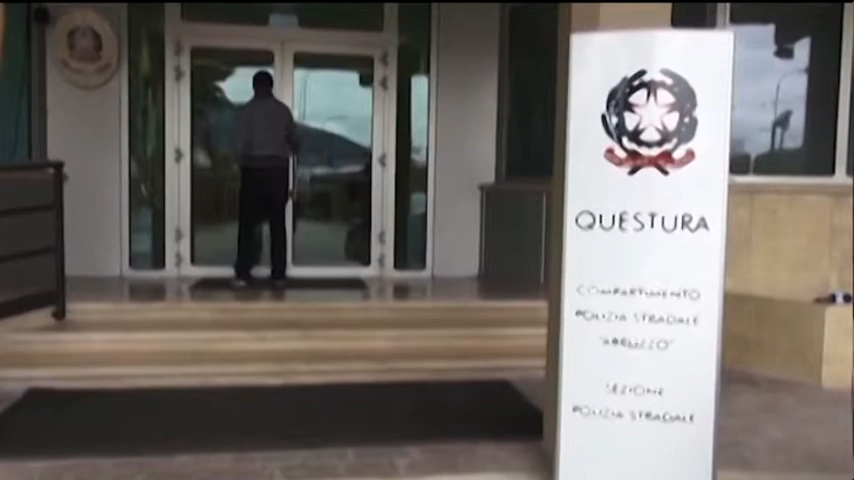 QUESTURA
COMPARTIMENTO
POLIZIA STRADALE
"ABRUZZO"
SEZIONE
POLIZIA STRADALE